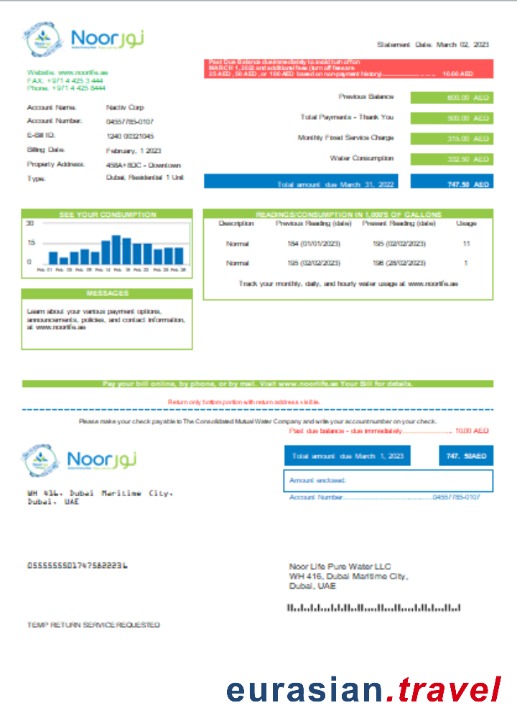 Noor نور
Statement Date: March 02, 2023
Past Due Balance due immediately to avoid turn off on
MARCH 1, 2022 and additional fees (turn off fees are
25 AED, 50 AED, or 100 AED based on non-payment history) 10.00 AED
Website: www.noorlife.ae
FAX: +971 4 425 3 444
Phone: +971 4 425 8444
Previous Balance 600.00 AED
Account Name: Nactiv Corp
Total Payments - Thank You 500.00 AED
Account Number: 04557785-0107
E-Bill ID: 1240 00321045
Monthly Fixed Service Charge 315.00 AED
Billing Date: February, 1 2023
Water Consumption 332.50 AED
Property Address: 458A+8DC - Downtown
Type: Dubai, Residential 1 Unit
Total amount due March 31, 2022 747.50 AED
SEE YOUR CONSUMPTION
30
15
0
Feb. 01 Feb. 03 Feb. 06 Feb. 08 Feb. 10 Feb. 14 Feb. 16 Feb. 20 Feb. 22 Feb. 24 Feb. 26 Feb. 28
READINGS/CONSUMPTION IN 1,000'S OF GALLONS
Description Previous Reading (date) Present Reading (date) Usage
Normal 184 (01/01/2023) 195 (02/02/2023) 11
Normal 195 (02/02/2023) 196 (28/02/2023) 1
Track your monthly, daily, and hourly water usage at www.noorlife.ae
MESSAGES
Learn about your various payment options,
announcements, policies, and contact information,
at www.noorlife.ae
Pay your bill online, by phone, or by mail. Visit www.noorlife.ae Your Bill for details.
Return only bottom portion with return address visible.
Please make your check payable to The Consolidated Mutual Water Company and write your account number on your check.
Past due balance - due immediately 10.00 AED
Noor نور
Total amount due March 1, 2023 747. 50AED
Amount enclosed:
Account Number 04557785-0107
WH 416, Dubai Maritime City,
Dubai, UAE
05555555017475822236
Noor Life Pure Water LLC
WH 416, Dubai Maritime City,
Dubai, UAE
TEMP RETURN SERVICE REQUESTED
eurasian.travel